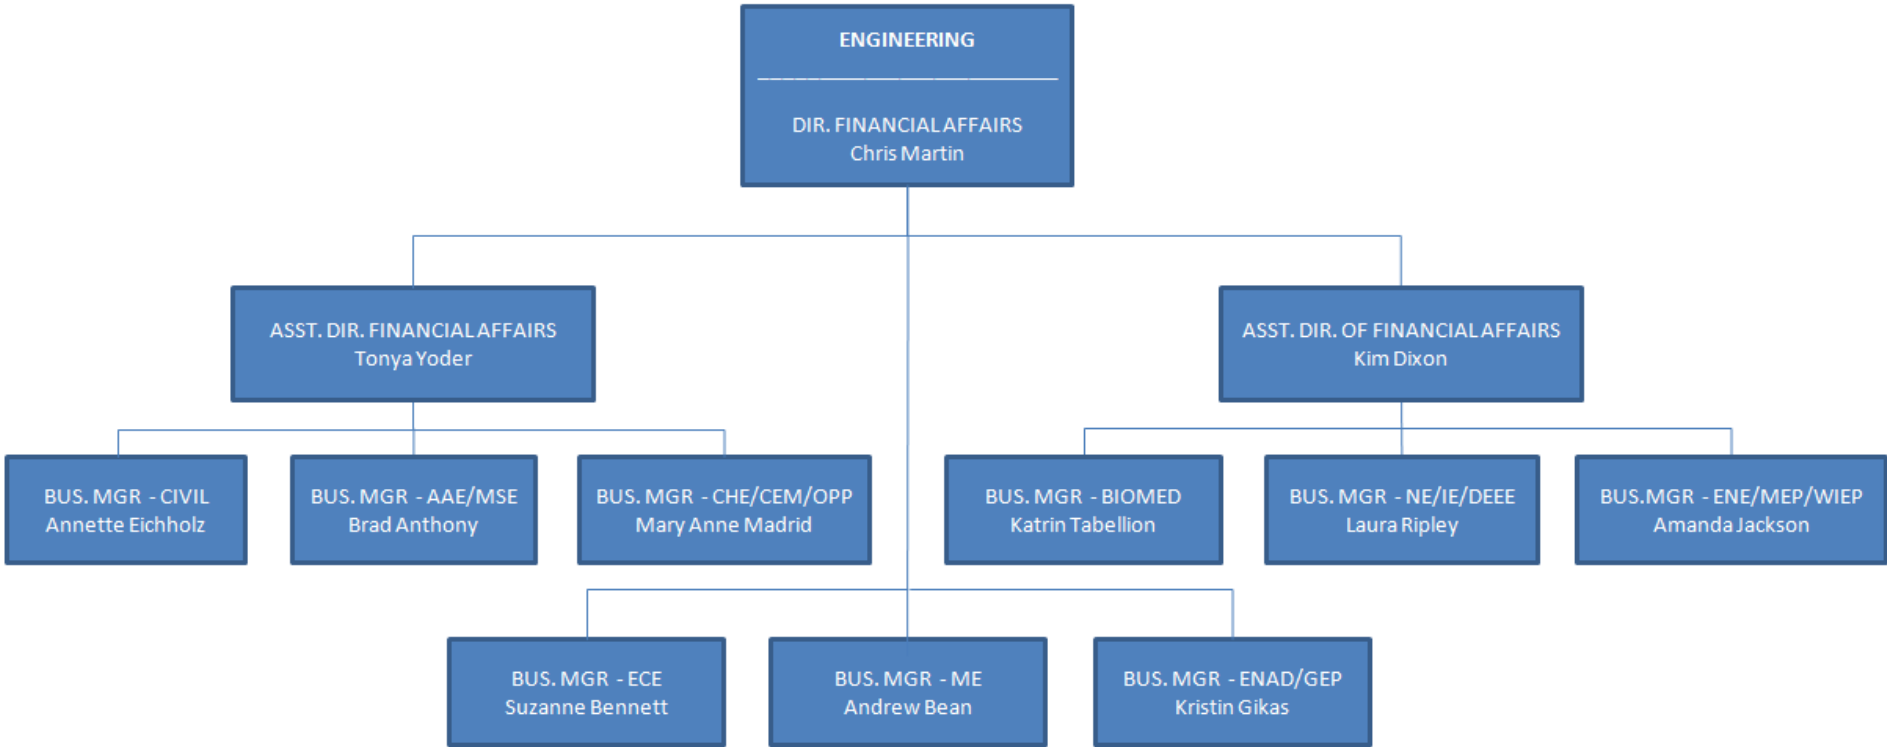 ENGINEERING
DIR. FINANCIAL AFFAIRS
Chris Martin
ASST. DIR. FINANCIAL AFFAIRS
Tonya Yoder
ASST. DIR. OF FINANCIAL AFFAIRS
Kim Dixon
BUS. MGR - CIVIL
Annette Eichholz
BUS. MGR - AAE/MSE
Brad Anthony
BUS. MGR - CHE/CEM/OPP
Mary Anne Madrid
BUS. MGR - BIOMED
Katrin Tabellion
BUS. MGR - NE/IE/DEEE
Laura Ripley
BUS.MGR - ENE/MEP/WIEP
Amanda Jackson
BUS. MGR - ECE
Suzanne Bennett
BUS. MGR - ME
Andrew Bean
BUS. MGR - ENAD/GEP
Kristin Gikas